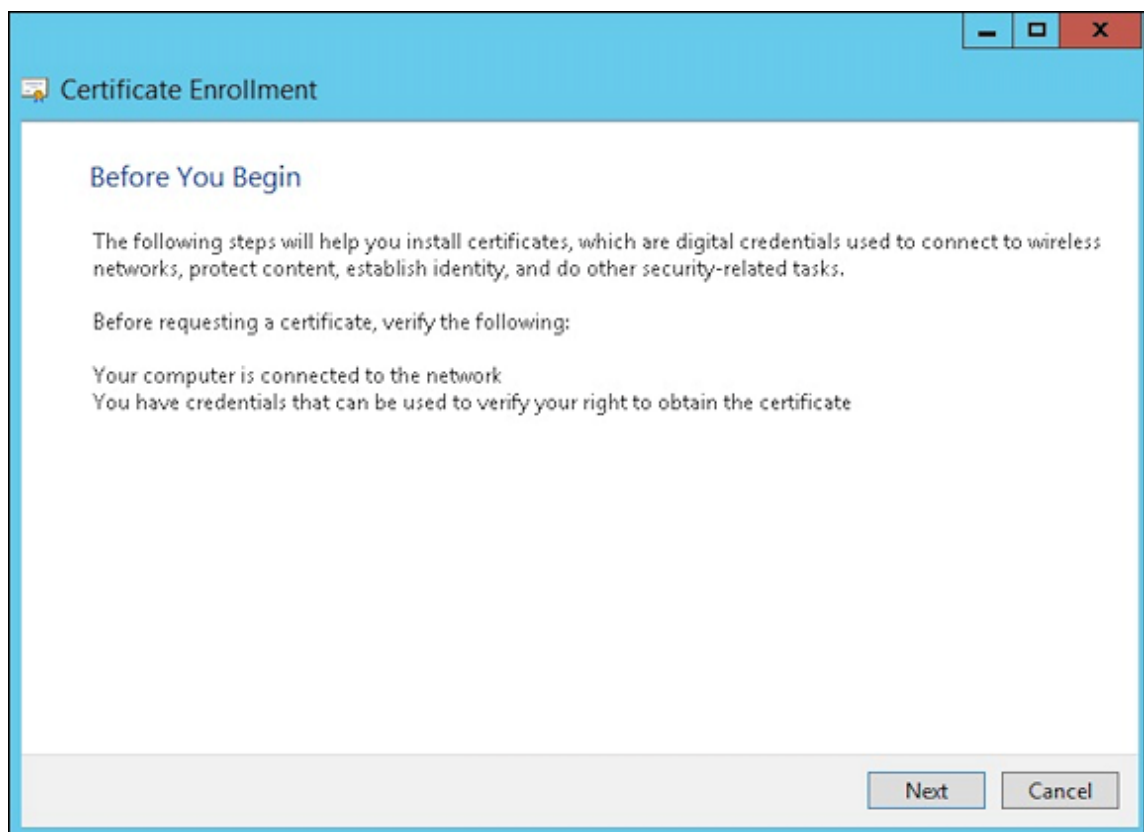 Certificate Enrollment
Before You Begin
The following steps will help you install certificates, which are digital credentials used to connect to wireless
networks, protect content, establish identity, and do other security-related tasks.
Before requesting a certificate, verify the following:
Your computer is connected to the network
You have credentials that can be used to verify your right to obtain the certificate
Next Cancel